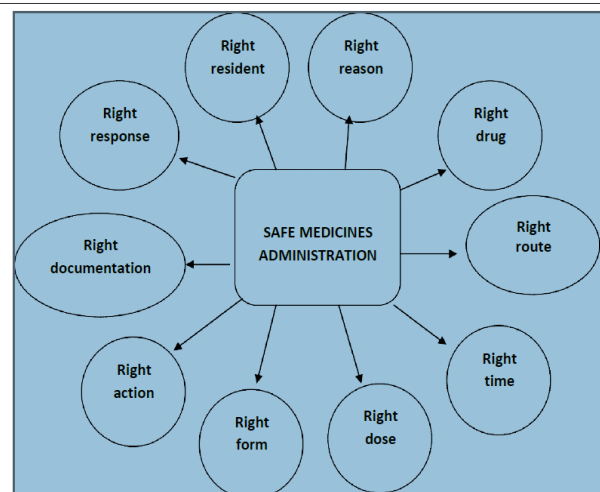 Right
resident
Right
reason
Right
response
Right
drug
SAFE MEDICINES
ADMINISTRATION
Right
route
Right
documentation
Right
time
Right
action
Right
form
Right
dose